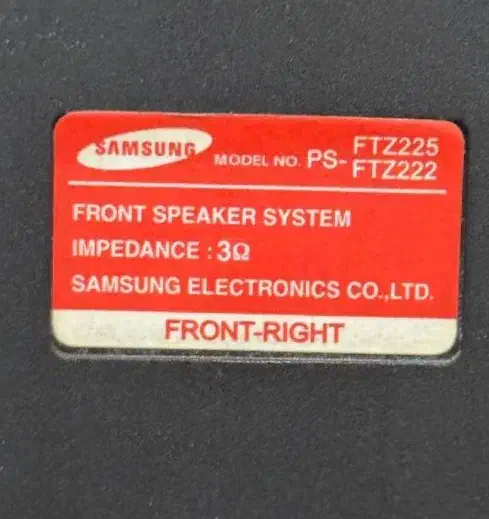 SAMSUNG MODEL NO. PS- FTZ225
FTZ222
FRONT SPEAKER SYSTEM
IMPEDANCE : 3Ω
SAMSUNG ELECTRONICS CO.,LTD.
FRONT-RIGHT